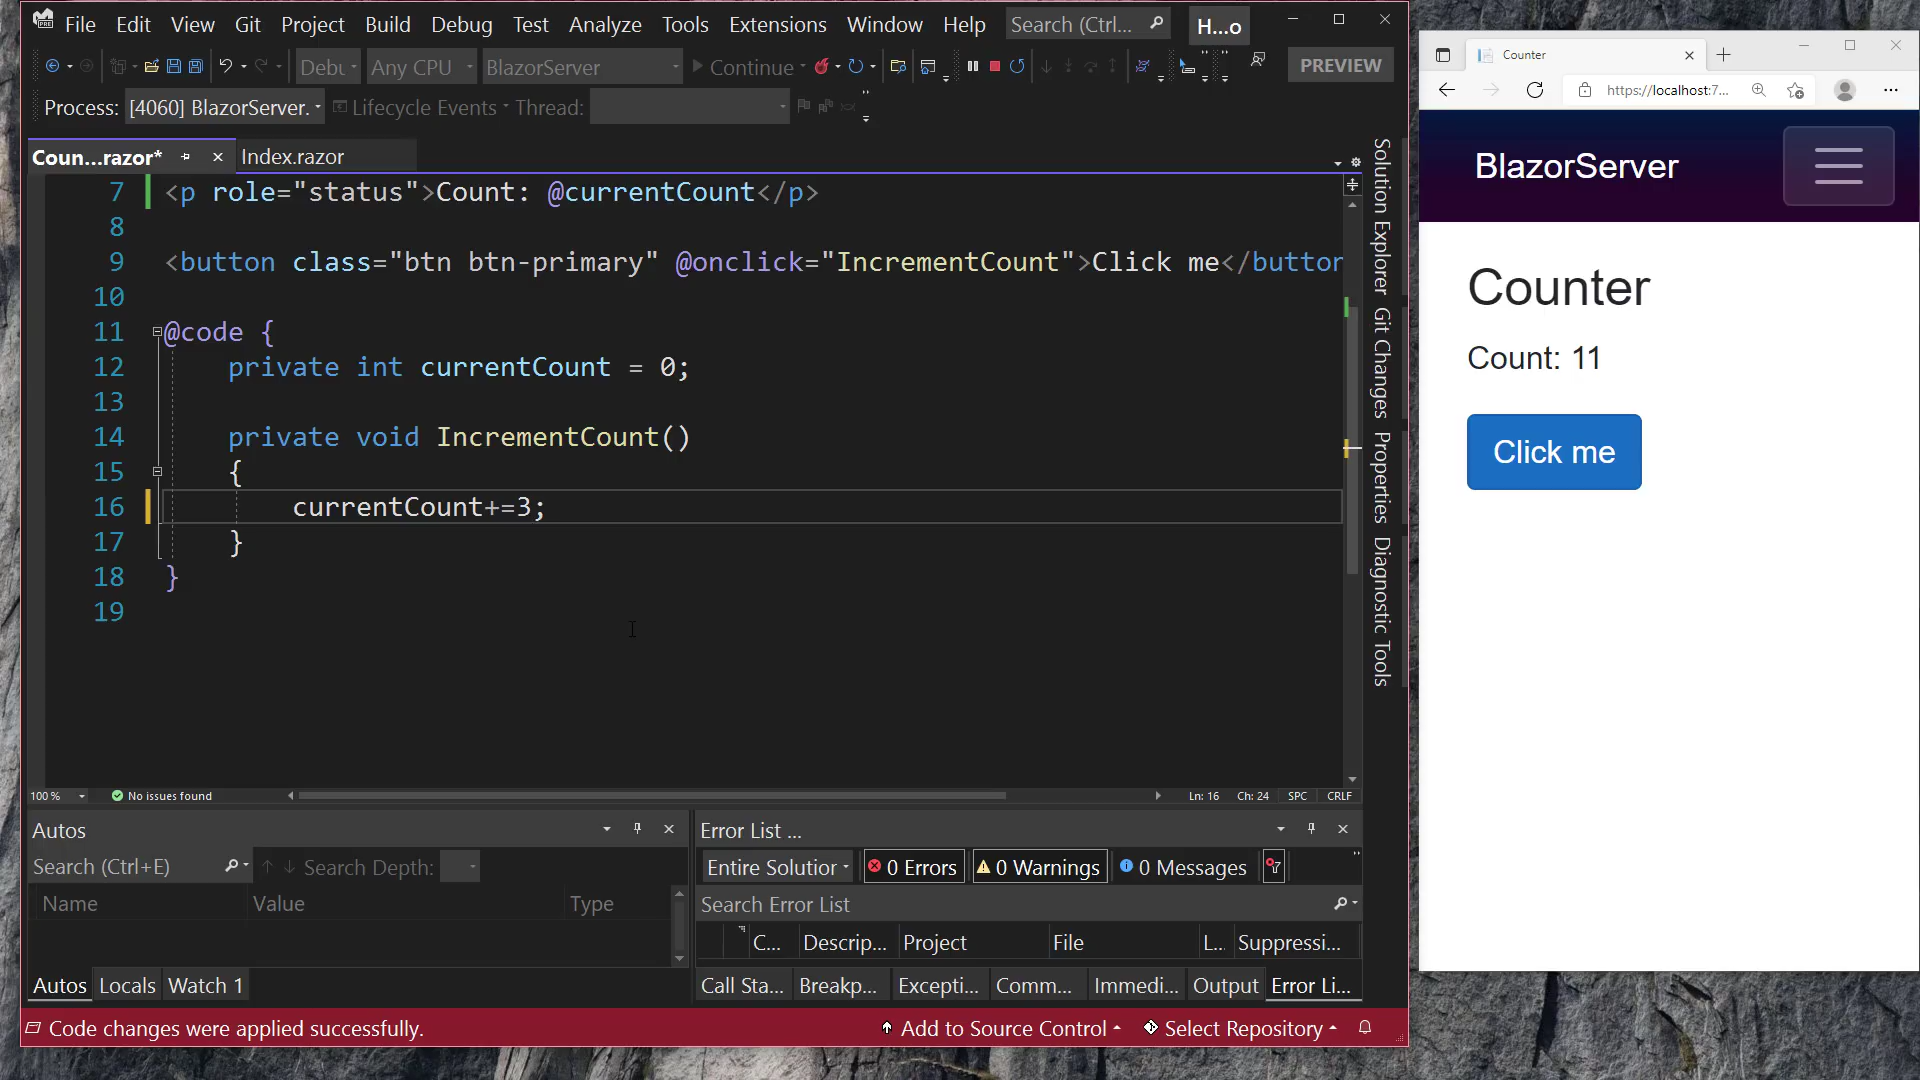 File Edit View Git Project Build Debug Test Analyze Tools Extensions Window Help Search (Ctrl... H...o
Debu Any CPU BlazorServer Continue PREVIEW
Process: [4060] BlazorServer. Lifecycle Events Thread:
Coun...razor* Index.razor
7 <p role="status">Count: @currentCount</p>
8
9 <button class="btn btn-primary" @onclick="IncrementCount">Click me</button
10
11 @code {
12 private int currentCount = 0;
13
14 private void IncrementCount()
15 {
16 currentCount+=3;
17 }
18 }
19
100 % No issues found Ln: 16 Ch: 24 SPC CRLF
Solution Explorer
Git Changes
Properties
Diagnostic Tools
Autos
Search (Ctrl+E) Search Depth:
Name Value Type
Autos Locals Watch 1
Error List ...
Entire Solution 0 Errors 0 Warnings 0 Messages
Search Error List
C... Descrip... Project File L... Suppressi...
Call Sta... Breakp... Excepti... Comm... Immedi... Output Error Li...
Code changes were applied successfully. Add to Source Control Select Repository
Counter
https://localhost:7...
BlazorServer
Counter
Count: 11
Click me